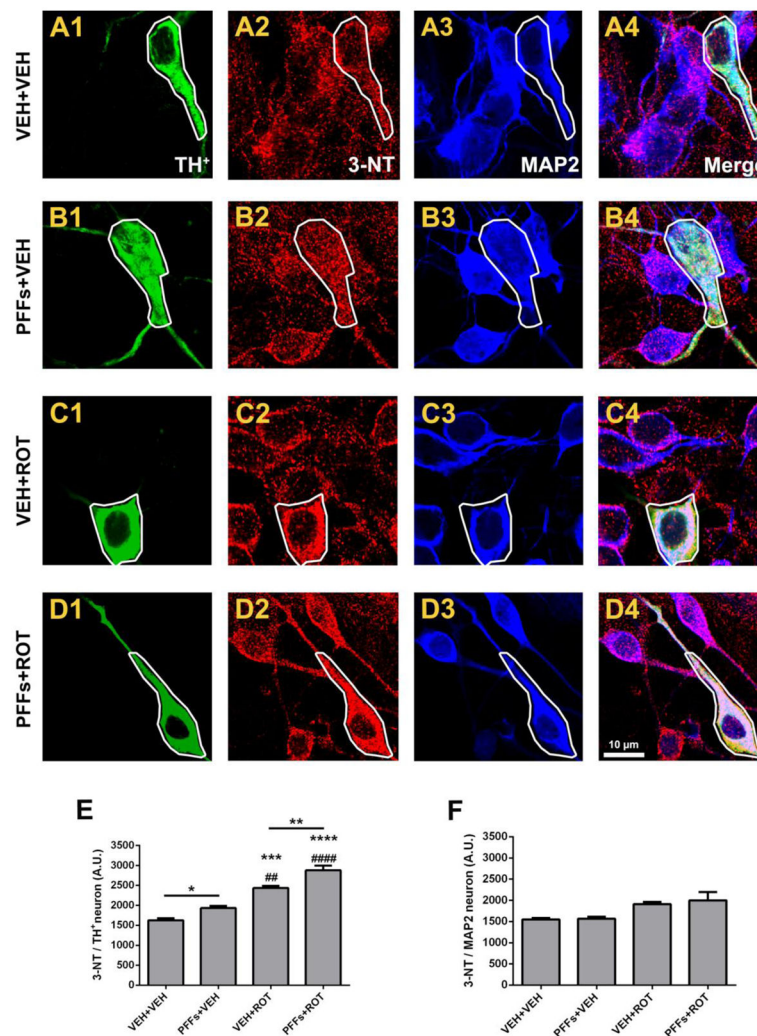 A1 A2 A3 A4
VEH+VEH
TH+ 3-NT MAP2 Merge
B1 B2 B3 B4
PFFs+VEH
C1 C2 C3 C4
VEH+ROT
D1 D2 D3 D4
PFFs+ROT
10 µm
E
3-NT / TH+neuron (A.U.)
3500
3000
2500
2000
1500
1000
500
0
*
***
##
**
****
####
VEH+VEH
PFFs+VEH
VEH+ROT
PFFs+ROT
F
3-NT / MAP2 neuron (A.U.)
3500
3000
2500
2000
1500
1000
500
0
VEH+VEH
PFFs+VEH
VEH+ROT
PFFs+ROT